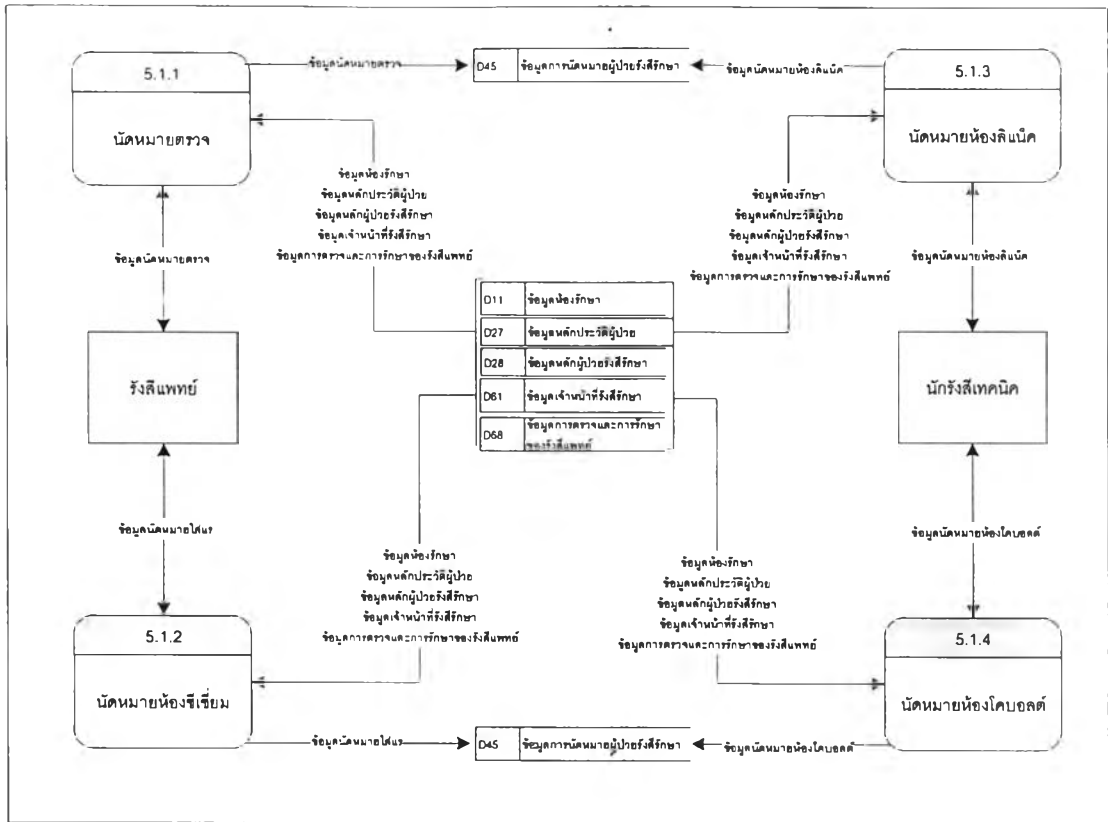 5.1.1
นัดหมายตรวจ
ข้อมูลนัดหมายตรวจ
D45 ข้อมูลการนัดหมายผู้ป่วยรังสีรักษา
ข้อมูลนัดหมายห้องลิแน็ค
5.1.3
นัดหมายห้องลิแน็ค
ข้อมูลห้องรักษา
ข้อมูลหลักประวัติผู้ป่วย
ข้อมูลหลักผู้ป่วยรังสีรักษา
ข้อมูลเจ้าหน้าที่รังสีรักษา
ข้อมูลการตรวจและการรักษาของรังสีแพทย์
ข้อมูลห้องรักษา
ข้อมูลหลักประวัติผู้ป่วย
ข้อมูลหลักผู้ป่วยรังสีรักษา
ข้อมูลเจ้าหน้าที่รังสีรักษา
ข้อมูลการตรวจและการรักษาของรังสีแพทย์
ข้อมูลนัดหมายตรวจ
ข้อมูลนัดหมายห้องลิแน็ค
D11 ข้อมูลห้องรักษา
D27 ข้อมูลหลักประวัติผู้ป่วย
D28 ข้อมูลหลักผู้ป่วยรังสีรักษา
D61 ข้อมูลเจ้าหน้าที่รังสีรักษา
D68 ข้อมูลการตรวจและการรักษา
ของรังสีแพทย์
รังสีแพทย์
นักรังสีเทคนิค
ข้อมูลนัดหมายใส่แร่
ข้อมูลนัดหมายห้องโคบอลต์
ข้อมูลห้องรักษา
ข้อมูลหลักประวัติผู้ป่วย
ข้อมูลหลักผู้ป่วยรังสีรักษา
ข้อมูลเจ้าหน้าที่รังสีรักษา
ข้อมูลการตรวจและการรักษาของรังสีแพทย์
ข้อมูลห้องรักษา
ข้อมูลหลักประวัติผู้ป่วย
ข้อมูลหลักผู้ป่วยรังสีรักษา
ข้อมูลเจ้าหน้าที่รังสีรักษา
ข้อมูลการตรวจและการรักษาของรังสีแพทย์
5.1.2
นัดหมายห้องซีเซี่ยม
ข้อมูลนัดหมายใส่แร่
D45 ข้อมูลการนัดหมายผู้ป่วยรังสีรักษา
ข้อมูลนัดหมายห้องโคบอลต์
5.1.4
นัดหมายห้องโคบอลต์